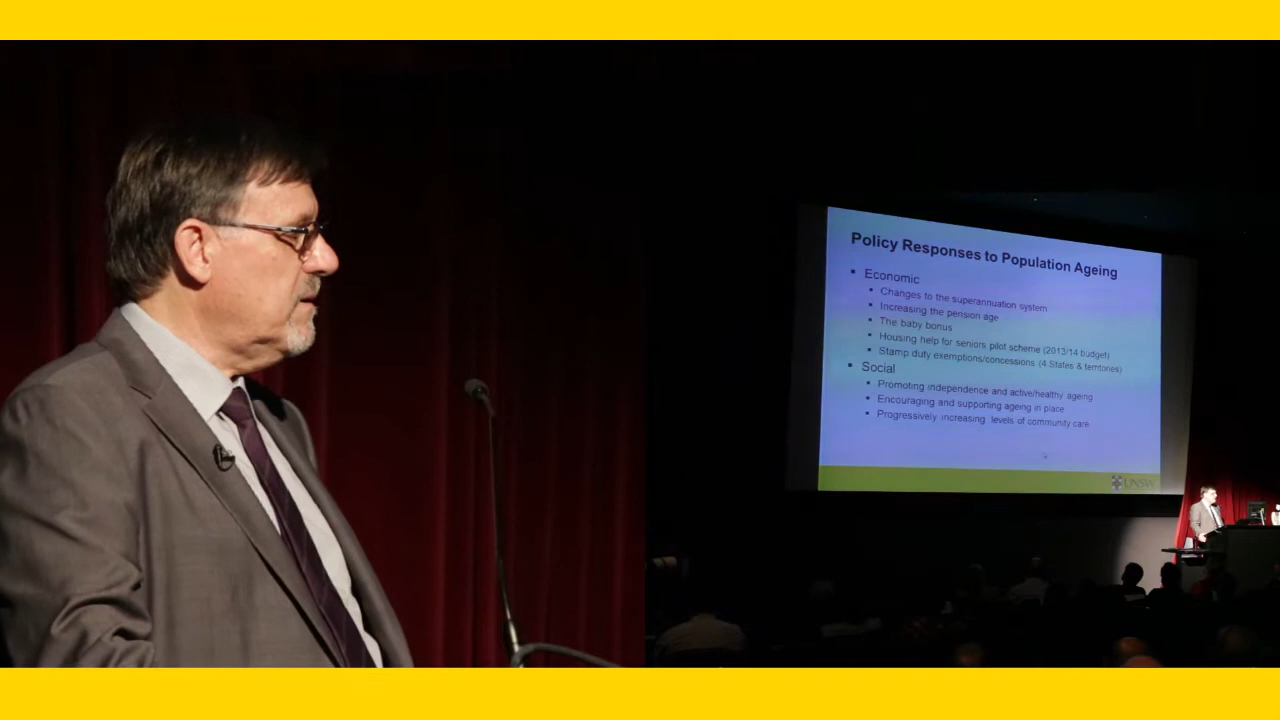 Policy Responses to Population Ageing
▪ Economic
▪ Changes to the superannuation system
▪ Increasing the pension age
▪ The baby bonus
▪ Housing help for seniors pilot scheme (2013/14 budget)
▪ Stamp duty exemptions/concessions (4 States & territories)
▪ Social
▪ Promoting independence and active/healthy ageing
▪ Encouraging and supporting ageing in place
▪ Progressively increasing levels of community care
UNSW